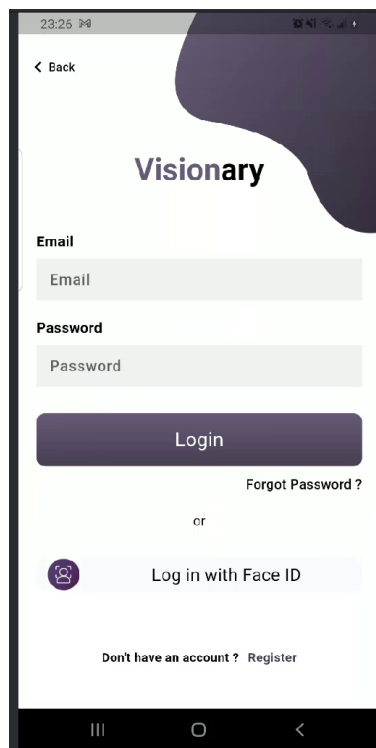 23:26
Back
Visionary
Email
Email
Password
Password
Login
Forgot Password ?
or
Log in with Face ID
Don't have an account ? Register